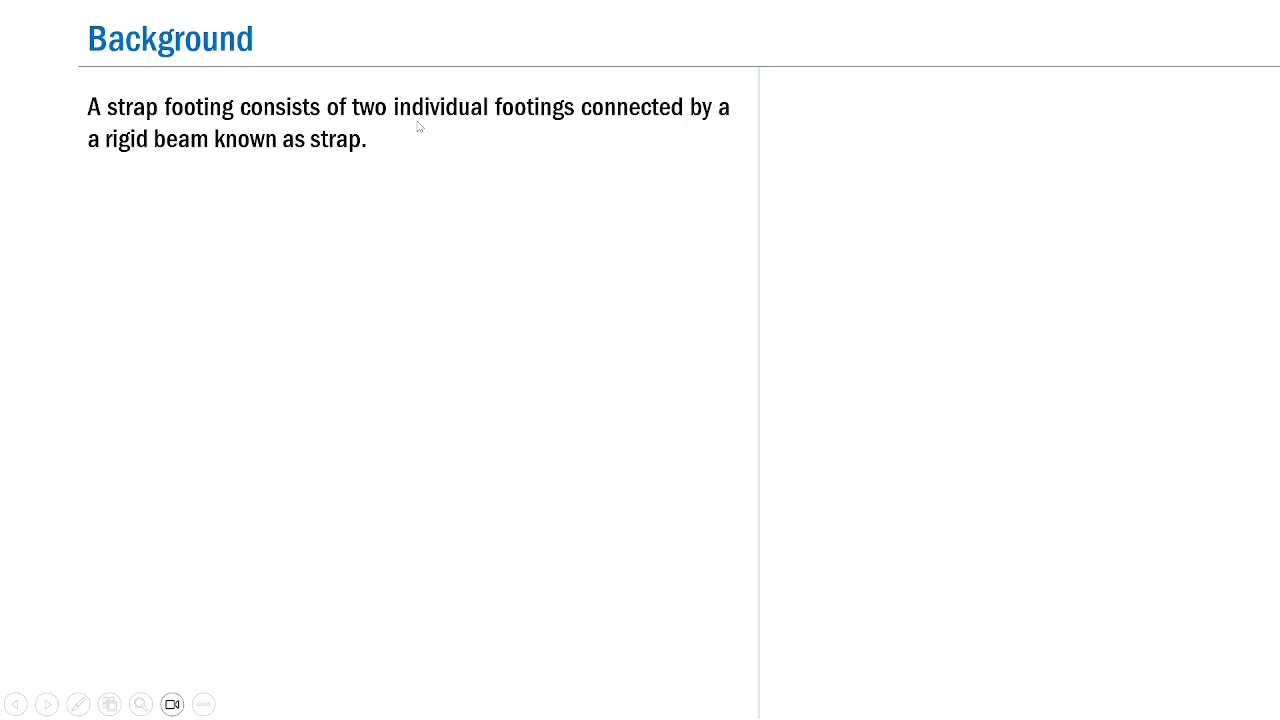 Background
A strap footing consists of two individual footings connected by a
a rigid beam known as strap.